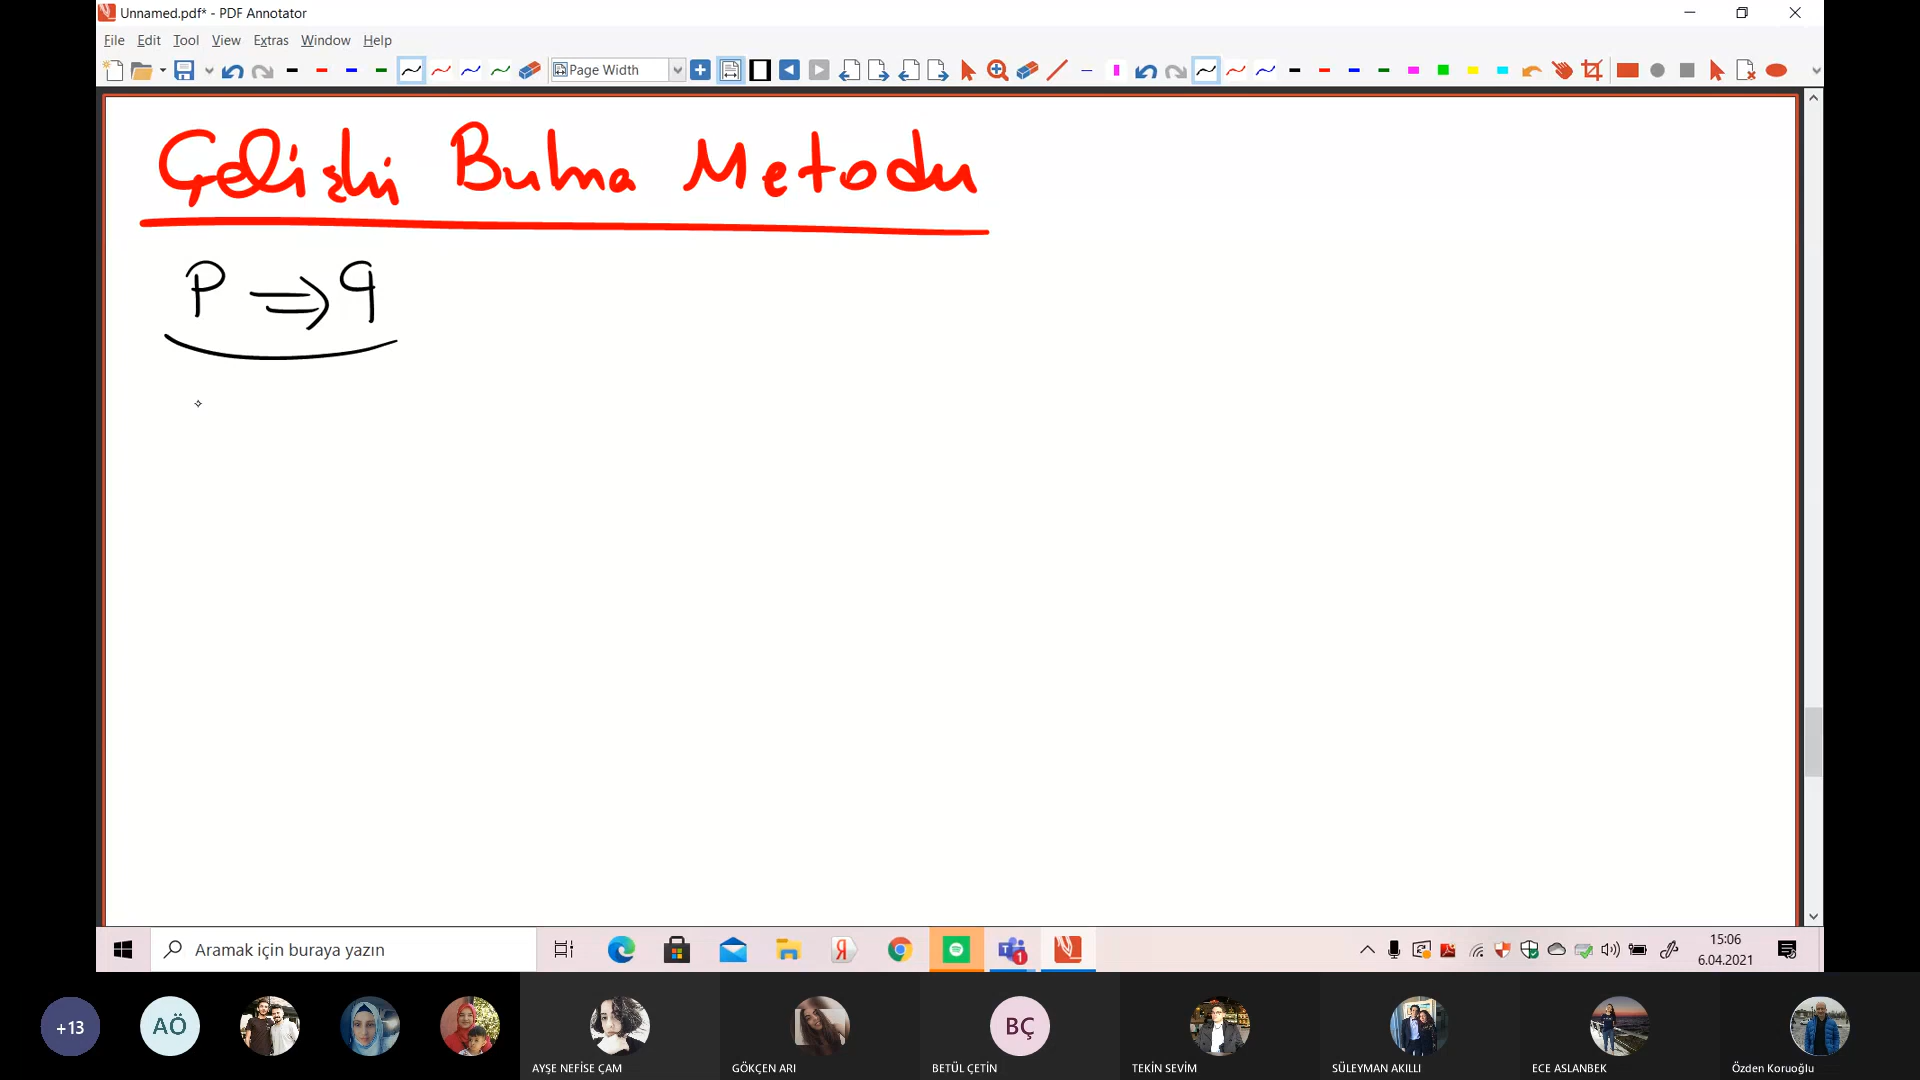 Unnamed.pdf* - PDF Annotator
File Edit Tool View Extras Window Help
Page Width
Çelişki Bulma Metodu
P ⇒ q
Aramak için buraya yazın
1
15:06
6.04.2021
+13
AÖ
BÇ
AYŞE NEFİSE ÇAM
GÖKÇEN ARI
BETÜL ÇETİN
TEKİN SEVİM
SÜLEYMAN AKILLI
ECE ASLANBEK
Özden Koruoğlu